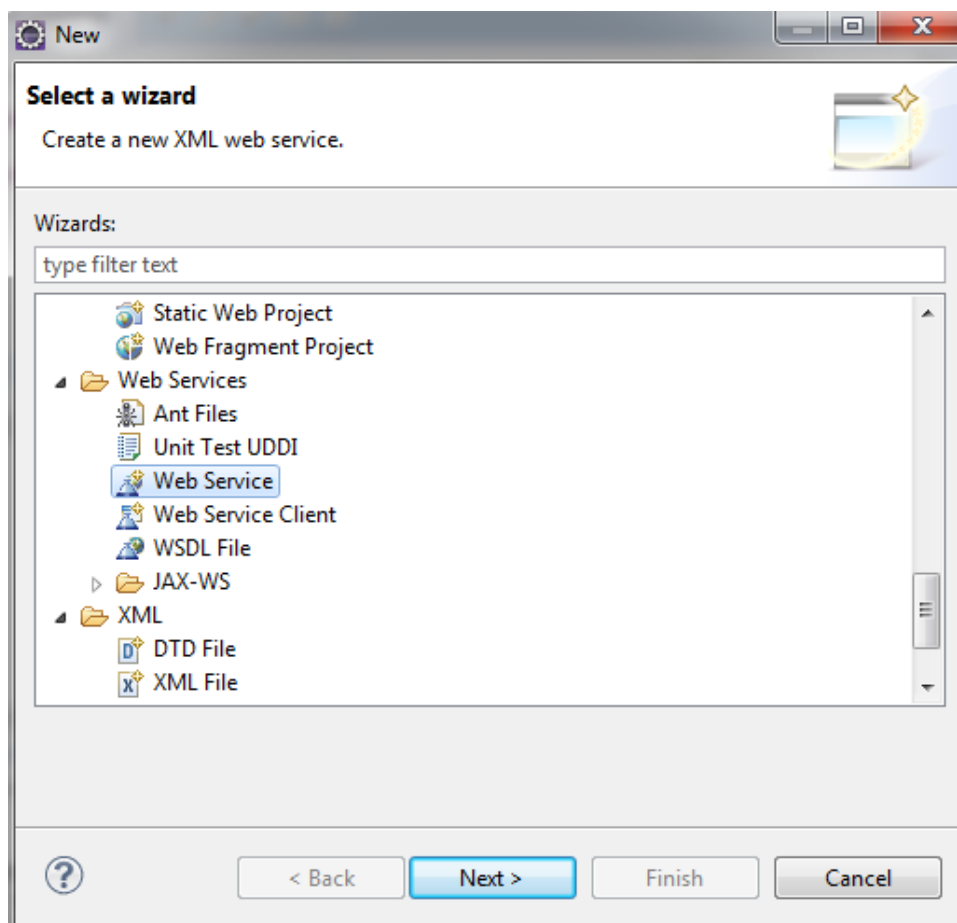 New
Select a wizard
Create a new XML web service.
Wizards:
type filter text
Static Web Project
Web Fragment Project
Web Services
Ant Files
Unit Test UDDI
Web Service
Web Service Client
WSDL File
JAX-WS
XML
DTD File
XML File
? < Back Next > Finish Cancel